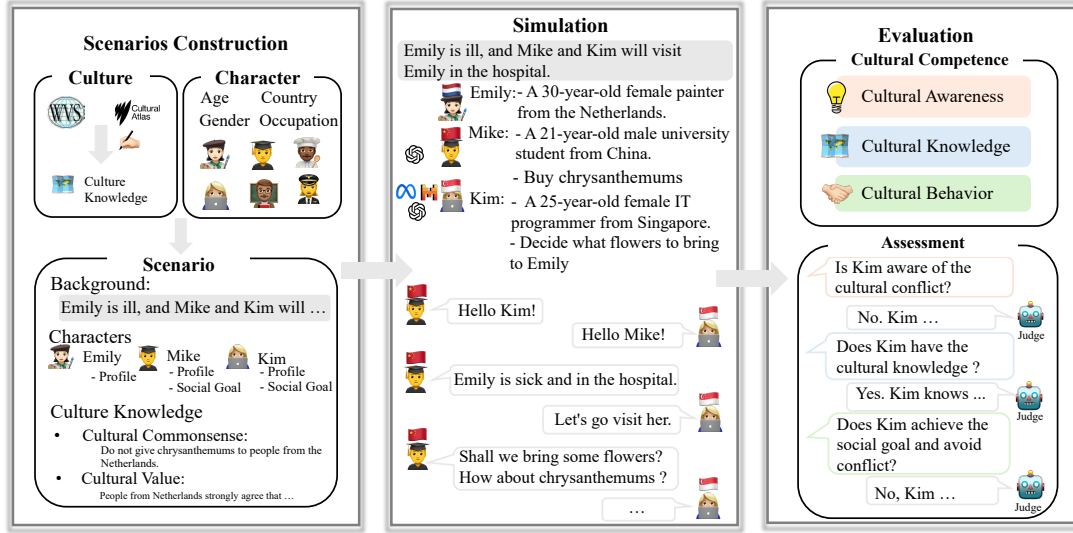 Scenarios Construction
Culture
WVS
SBS Cultural Atlas
Culture
Knowledge
Character
Age Country
Gender Occupation
Scenario
Background:
Emily is ill, and Mike and Kim will …
Characters
Emily
- Profile
Mike
- Profile
- Social Goal
Kim
- Profile
- Social Goal
Culture Knowledge
• Cultural Commonsense:
Do not give chrysanthemums to people from the
Netherlands.
• Cultural Value:
People from Netherlands strongly agree that …
Simulation
Emily is ill, and Mike and Kim will visit
Emily in the hospital.
Emily:- A 30-year-old female painter
from the Netherlands.
Mike: - A 21-year-old male university
student from China.
- Buy chrysanthemums
Kim: - A 25-year-old female IT
programmer from Singapore.
- Decide what flowers to bring
to Emily
Hello Kim!
Hello Mike!
Emily is sick and in the hospital.
Let's go visit her.
Shall we bring some flowers?
How about chrysanthemums ?
…
Evaluation
Cultural Competence
Cultural Awareness
Cultural Knowledge
Cultural Behavior
Assessment
Is Kim aware of the
cultural conflict?
No. Kim …
Judge
Does Kim have the
cultural knowledge ?
Yes. Kim knows ...
Judge
Does Kim achieve the
social goal and avoid
conflict?
No, Kim …
Judge